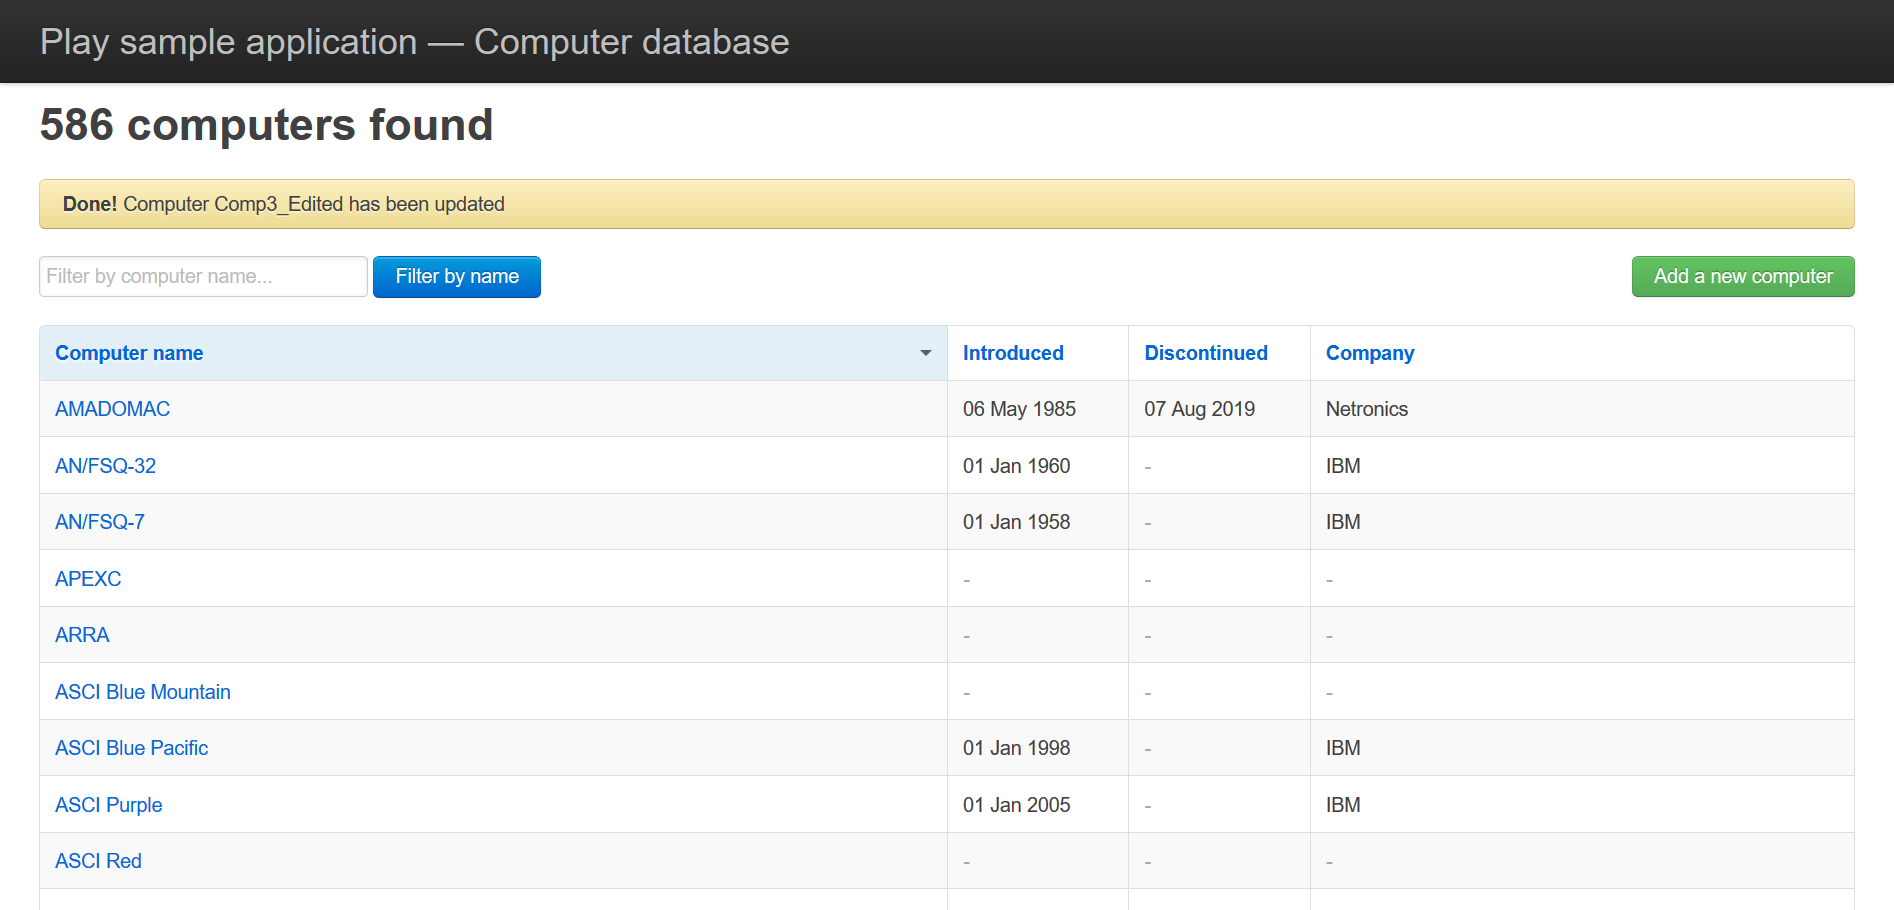 Play sample application — Computer database
586 computers found
Done! Computer Comp3_Edited has been updated
Filter by computer name... Filter by name Add a new computer
Computer name Introduced Discontinued Company
AMADOMAC 06 May 1985 07 Aug 2019 Netronics
AN/FSQ-32 01 Jan 1960 - IBM
AN/FSQ-7 01 Jan 1958 - IBM
APEXC - - -
ARRA - - -
ASCI Blue Mountain - - -
ASCI Blue Pacific 01 Jan 1998 - IBM
ASCI Purple 01 Jan 2005 - IBM
ASCI Red - - -